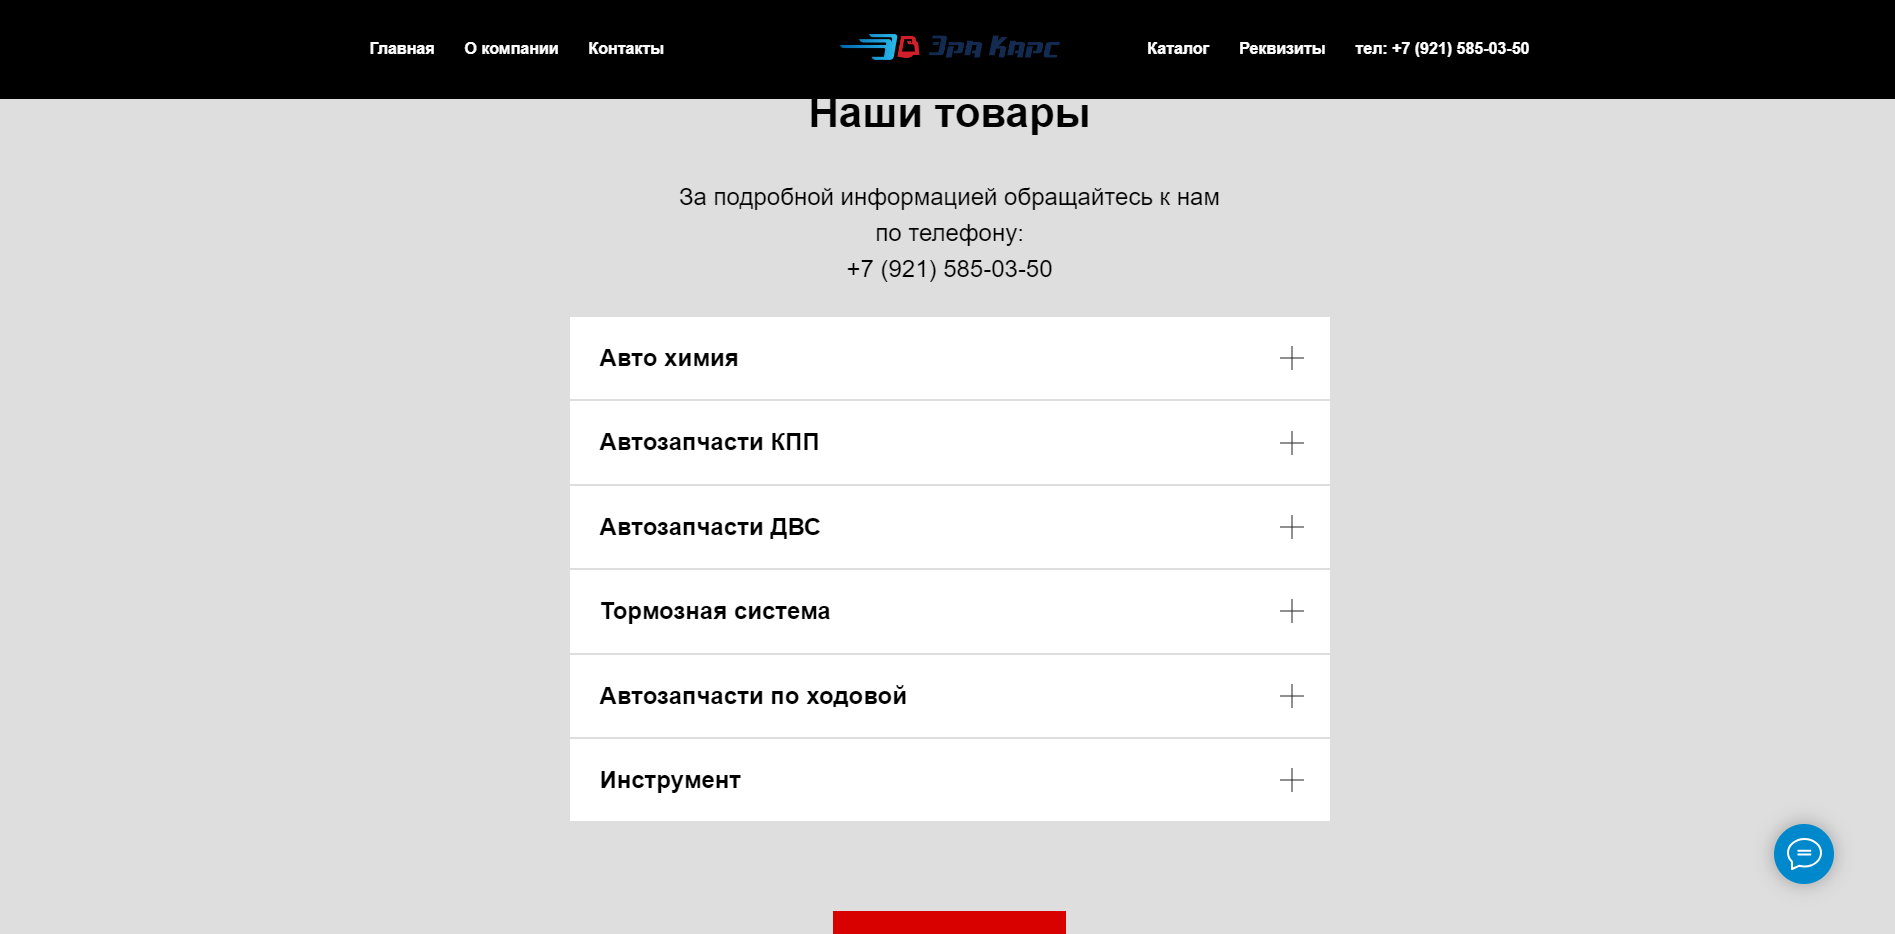 Главная О компании Контакты Эра Карс Каталог Реквизиты тел: +7 (921) 585-03-50
Наши товары
За подробной информацией обращайтесь к нам
по телефону:
+7 (921) 585-03-50
Авто химия
Автозапчасти КПП
Автозапчасти ДВС
Тормозная система
Автозапчасти по ходовой
Инструмент